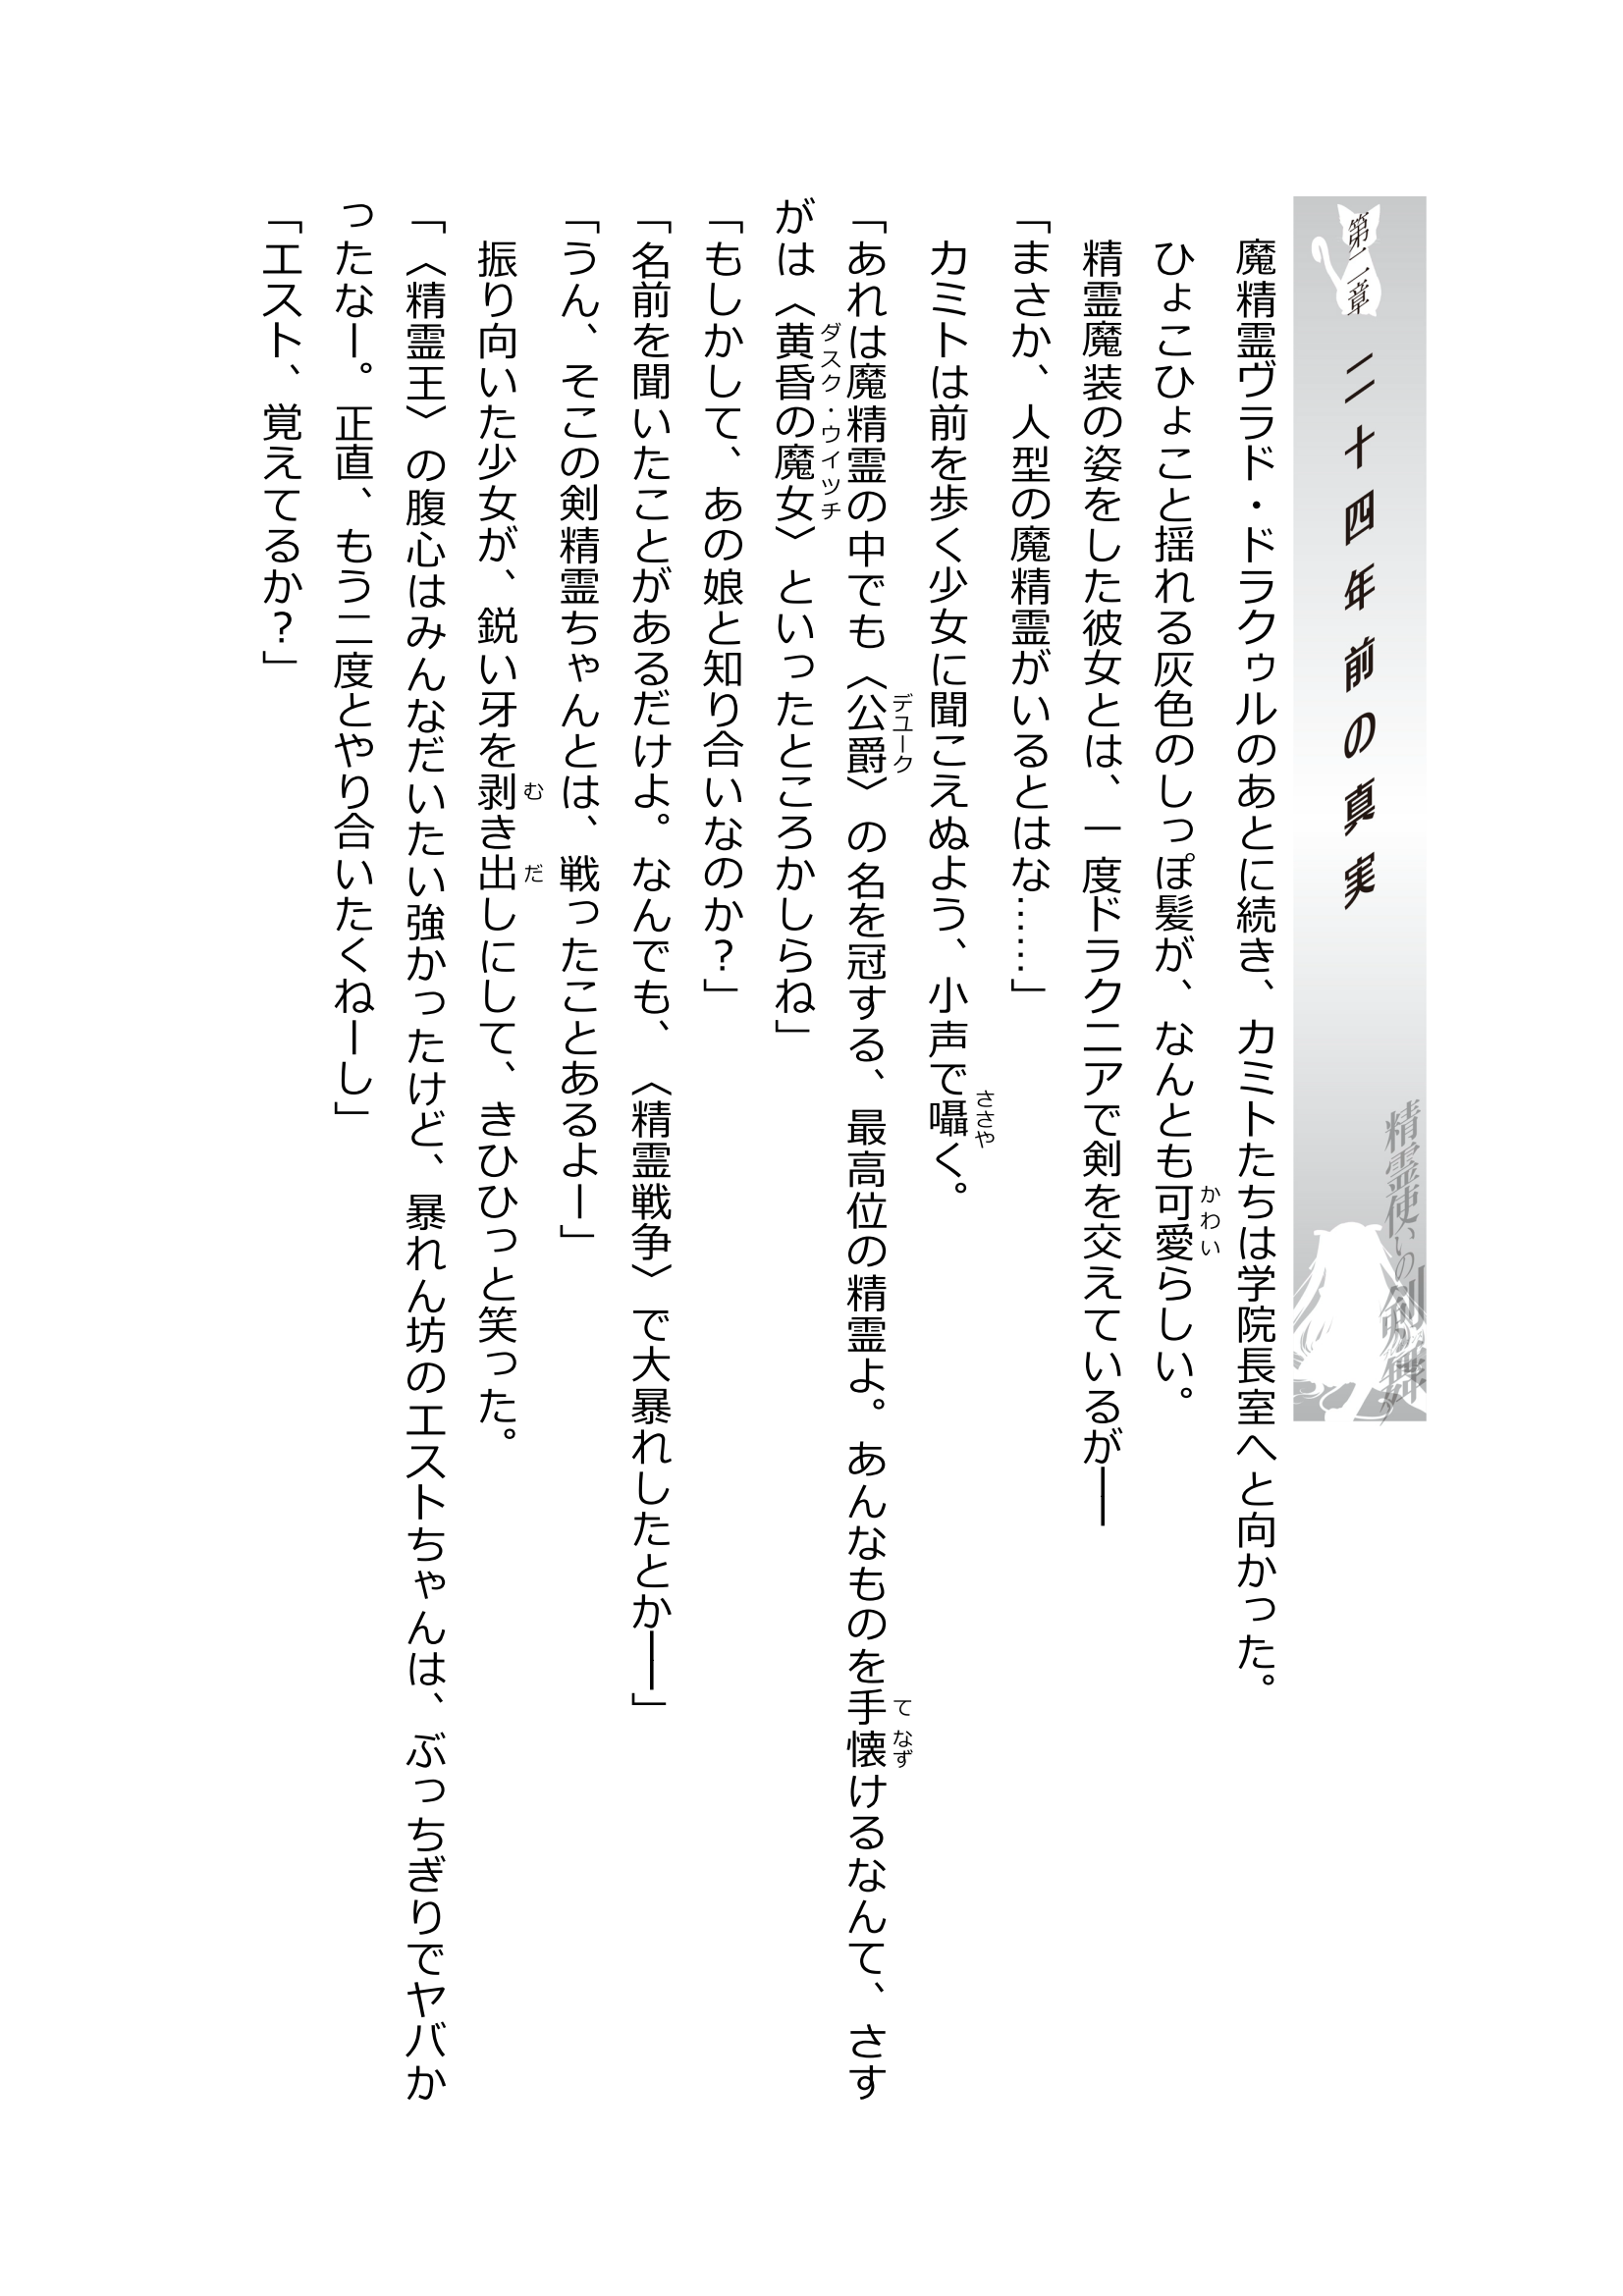 第二章 二十四年前の真実
精霊使いの剣舞
魔精霊ヴラド・ドラクゥルのあとに続き、カミトたちは学院長室へと向かった。
ひょこひょこと揺れる灰色のしっぽ髪が、なんとも可愛らしい。
精霊魔装の姿をした彼女とは、一度ドラクニアで剣を交えているが――
「まさか、人型の魔精霊がいるとはな……」
カミトは前を歩く少女に聞こえぬよう、小声で囁く。
「あれは魔精霊の中でも〈公爵〉の名を冠する、最高位の精霊よ。あんなものを手懐けるなんて、さす
がは〈黄昏の魔女〉といったところかしらね」
「もしかして、あの娘と知り合いなのか?」
「名前を聞いたことがあるだけよ。なんでも、〈精霊戦争〉で大暴れしたとか――」
「うん、そこの剣精霊ちゃんとは、戦ったことあるよー」
振り向いた少女が、鋭い牙を剥き出しにして、きひひっと笑った。
「〈精霊王〉の腹心はみんなだいたい強かったけど、暴れん坊のエストちゃんは、ぶっちぎりでヤバか
ったなー。正直、もう二度とやり合いたくねーし」
「エスト、覚えてるか?」